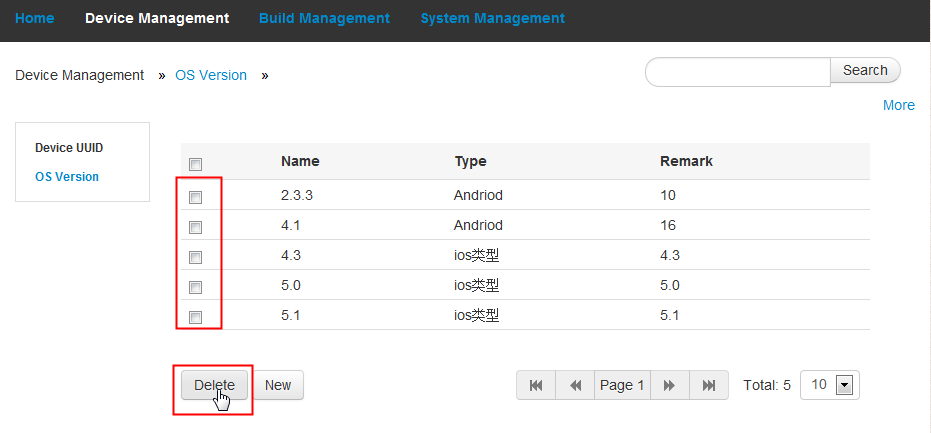 Home Device Management Build Management System Management
Device Management » OS Version » Search
More
Device UUID
OS Version
Name Type Remark
2.3.3 Andriod 10
4.1 Andriod 16
4.3 ios类型 4.3
5.0 ios类型 5.0
5.1 ios类型 5.1
Delete New Page 1 Total: 5 10